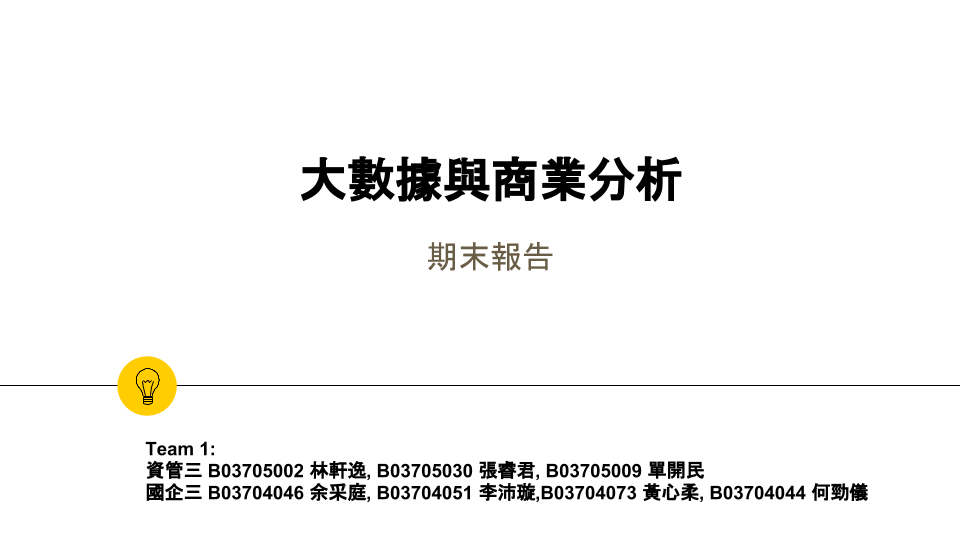 大數據與商業分析
期末報告
Team 1:
資管三 B03705002 林軒逸, B03705030 張睿君, B03705009 單開民
國企三 B03704046 余采庭, B03704051 李沛璇,B03704073 黃心柔, B03704044 何勁儀